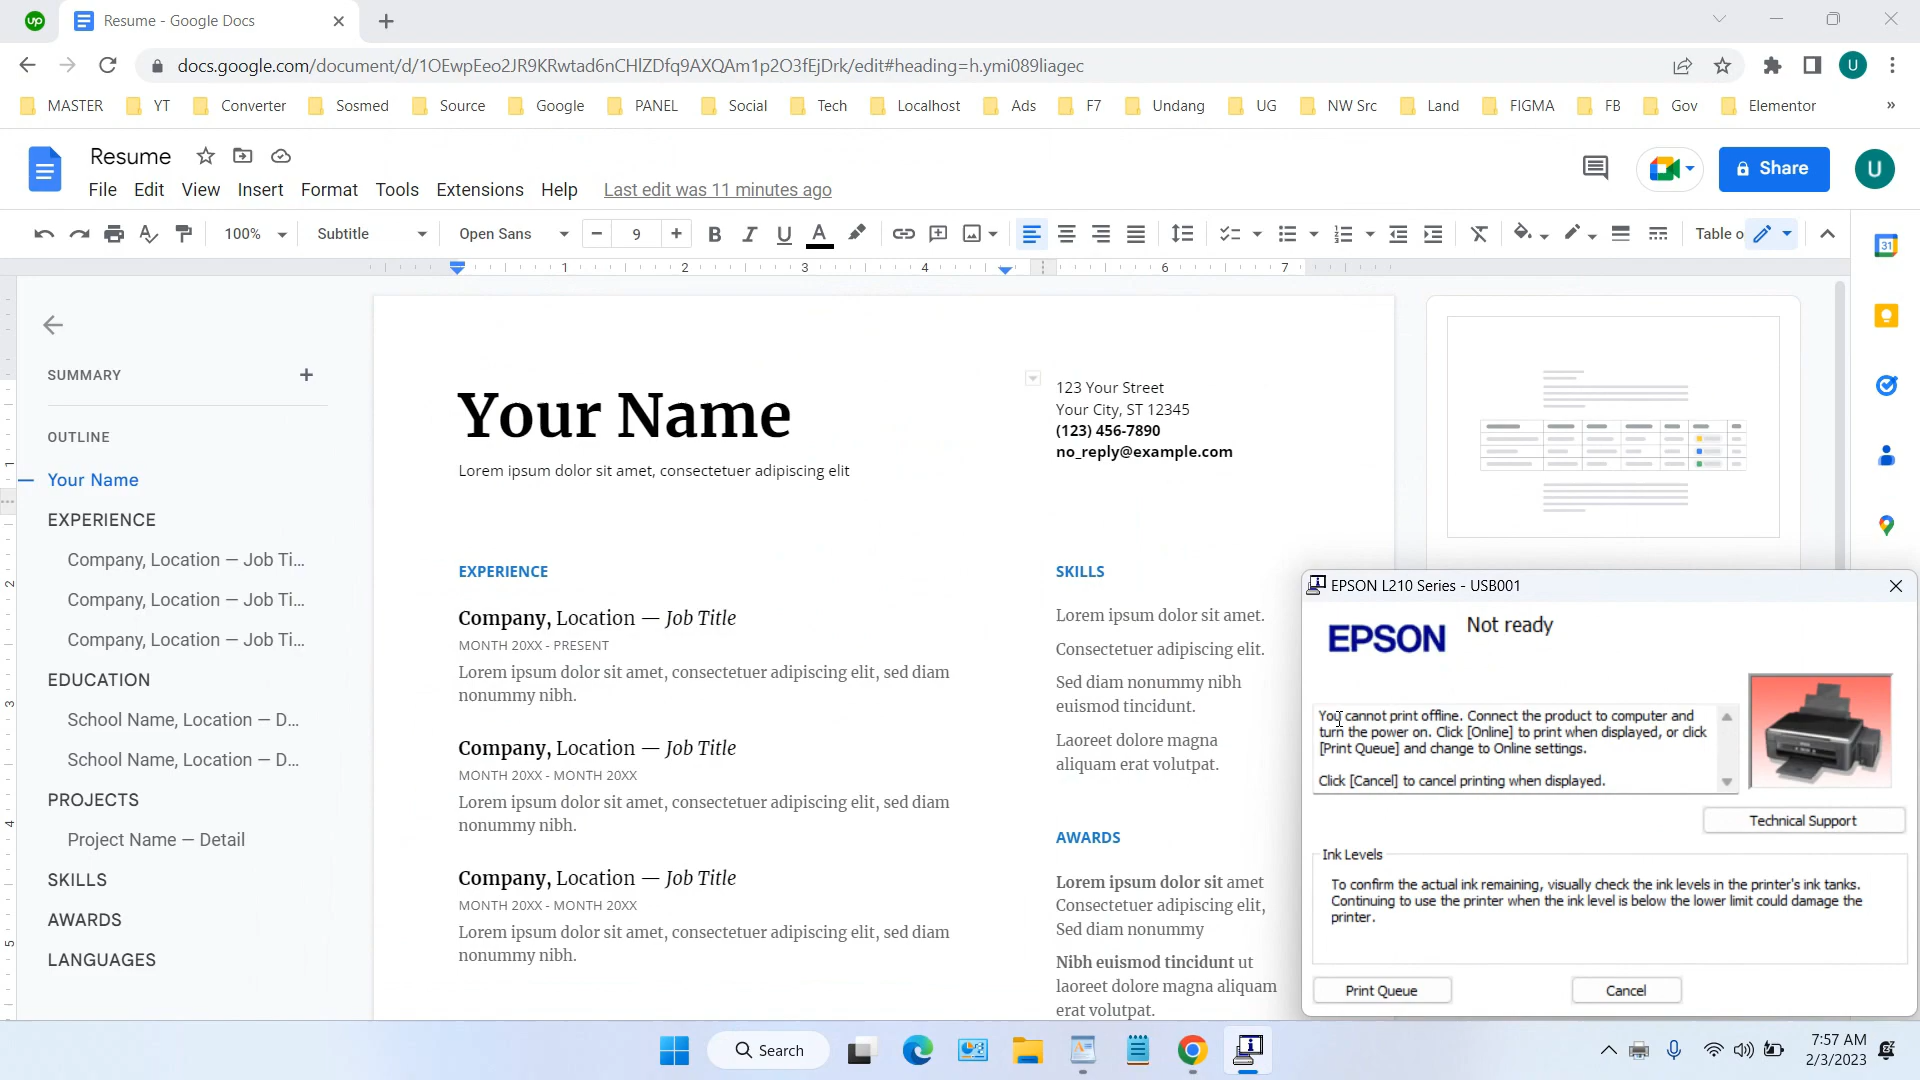 up
Resume - Google Docs
docs.google.com/document/d/1OEwpEeo2JR9KRwtad6nCHlZDfq9AXQAm1p2O3fEjDrk/edit#heading=h.ymi089liagec
U
MASTER YT Converter Sosmed Source Google PANEL Social Tech Localhost Ads F7 Undang UG NW Src Land FIGMA FB Gov Elementor »
Resume
File Edit View Insert Format Tools Extensions Help Last edit was 11 minutes ago
Share
U
100% Subtitle Open Sans 9 B I U A Table o
31
1 2 3 4 6 7
SUMMARY
OUTLINE
Your Name
EXPERIENCE
Company, Location — Job Ti...
Company, Location — Job Ti...
Company, Location — Job Ti...
EDUCATION
School Name, Location — D...
School Name, Location — D...
PROJECTS
Project Name — Detail
SKILLS
AWARDS
LANGUAGES
1
2
3
4
5
Your Name
Lorem ipsum dolor sit amet, consectetuer adipiscing elit
123 Your Street
Your City, ST 12345
(123) 456-7890
no_reply@example.com
EXPERIENCE
Company, Location — Job Title
MONTH 20XX - PRESENT
Lorem ipsum dolor sit amet, consectetuer adipiscing elit, sed diam
nonummy nibh.
Company, Location — Job Title
MONTH 20XX - MONTH 20XX
Lorem ipsum dolor sit amet, consectetuer adipiscing elit, sed diam
nonummy nibh.
Company, Location — Job Title
MONTH 20XX - MONTH 20XX
Lorem ipsum dolor sit amet, consectetuer adipiscing elit, sed diam
nonummy nibh.
SKILLS
Lorem ipsum dolor sit amet.
Consectetuer adipiscing elit.
Sed diam nonummy nibh
euismod tincidunt.
Laoreet dolore magna
aliquam erat volutpat.
AWARDS
Lorem ipsum dolor sit amet
Consectetuer adipiscing elit,
Sed diam nonummy
Nibh euismod tincidunt ut
laoreet dolore magna aliquam
erat volutpat.
EPSON L210 Series - USB001
EPSON
Not ready
You cannot print offline. Connect the product to computer and
turn the power on. Click [Online] to print when displayed, or click
[Print Queue] and change to Online settings.
Click [Cancel] to cancel printing when displayed.
Technical Support
Ink Levels
To confirm the actual ink remaining, visually check the ink levels in the printer's ink tanks.
Continuing to use the printer when the ink level is below the lower limit could damage the
printer.
Print Queue
Cancel
Search
7:57 AM
2/3/2023